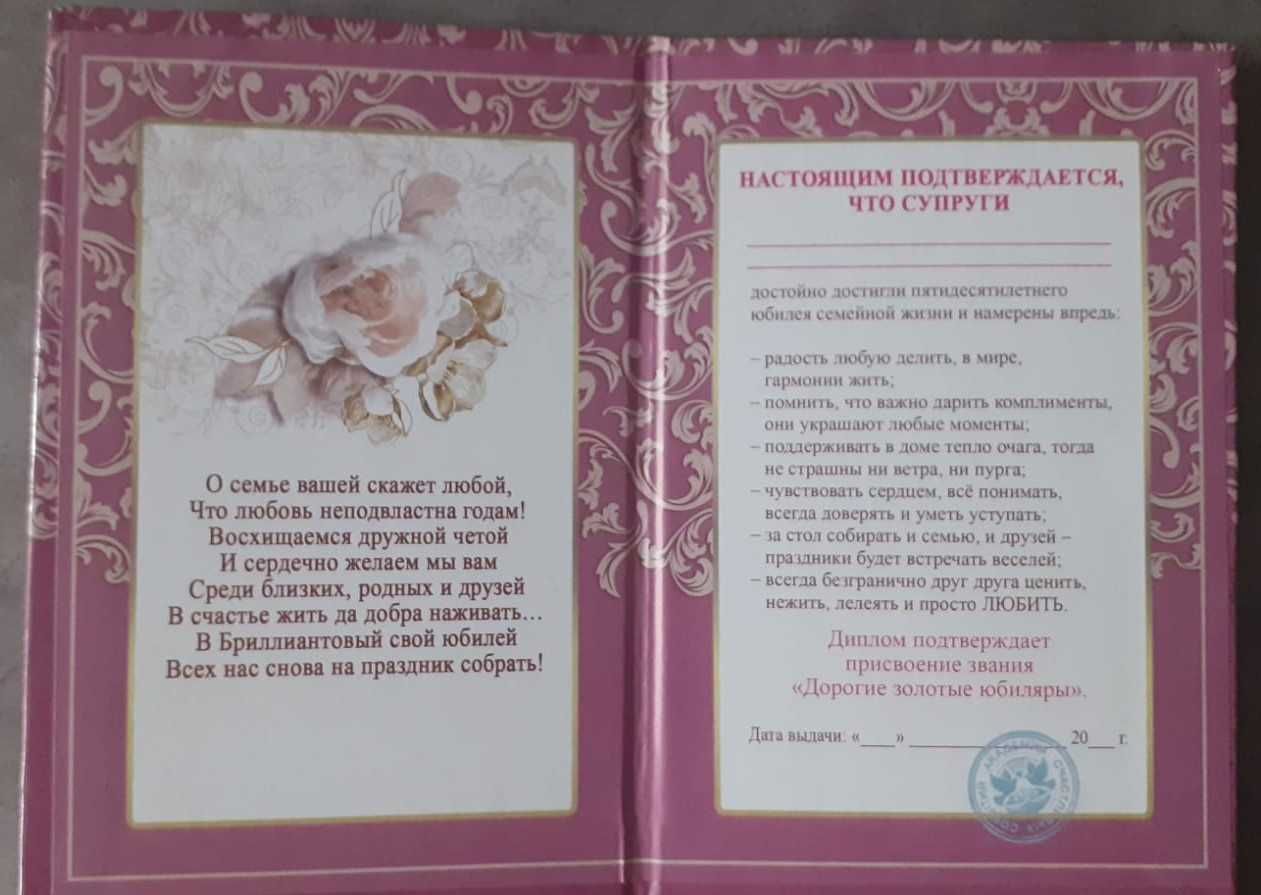 О семье вашей скажет любой,
Что любовь неподвластна годам!
Восхищаемся дружной четой
И сердечно желаем мы вам
Среди близких, родных и друзей
В счастье жить да добра наживать...
В Бриллиантовый свой юбилей
Всех нас снова на праздник собрать!
НАСТОЯЩИМ ПОДТВЕРЖДАЕТСЯ,
ЧТО СУПРУГИ
достойно достигли пятидесятилетнего
юбилея семейной жизни и намерены впредь:
– радость любую делить, в мире,
гармонии жить;
– помнить, что важно дарить комплименты,
они украшают любые моменты;
– поддерживать в доме тепло очага, тогда
не страшны ни ветра, ни пурга;
– чувствовать сердцем, всё понимать,
всегда доверять и уметь уступать;
– за стол собирать и семью, и друзей –
праздники будет встречать веселей;
– всегда безгранично друг друга ценить,
нежить, лелеять и просто ЛЮБИТЬ.
Диплом подтверждает
присвоение звания
«Дорогие золотые юбиляры».
Дата выдачи: «____» ____________________ 20___ г.
АКАДЕМИЯ